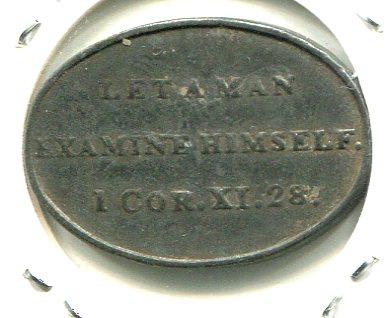 LET A MAN
EXAMINE HIMSELF.
1 COR. XI. 28.